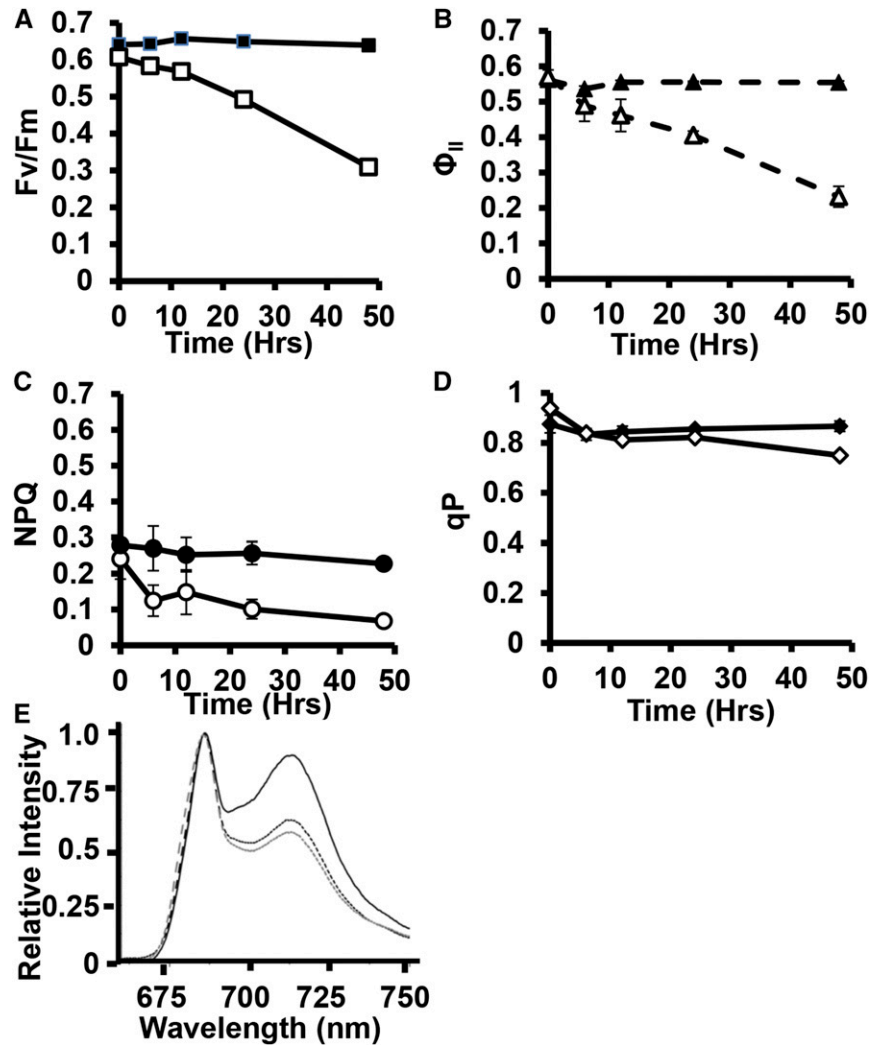 A
Fv/Fm
0.7
0.6
0.5
0.4
0.3
0.2
0.1
0
0 10 20 30 40 50
Time (Hrs)
B
ΦII
0.7
0.6
0.5
0.4
0.3
0.2
0.1
0
0 10 20 30 40 50
Time (Hrs)
C
NPQ
0.7
0.6
0.5
0.4
0.3
0.2
0.1
0
0 10 20 30 40 50
Time (Hrs)
D
qP
1
0.8
0.6
0.4
0.2
0
0 10 20 30 40 50
Time (Hrs)
E
Relative Intensity
1.0
0.75
0.5
0.25
0
675 700 725 750
Wavelength (nm)